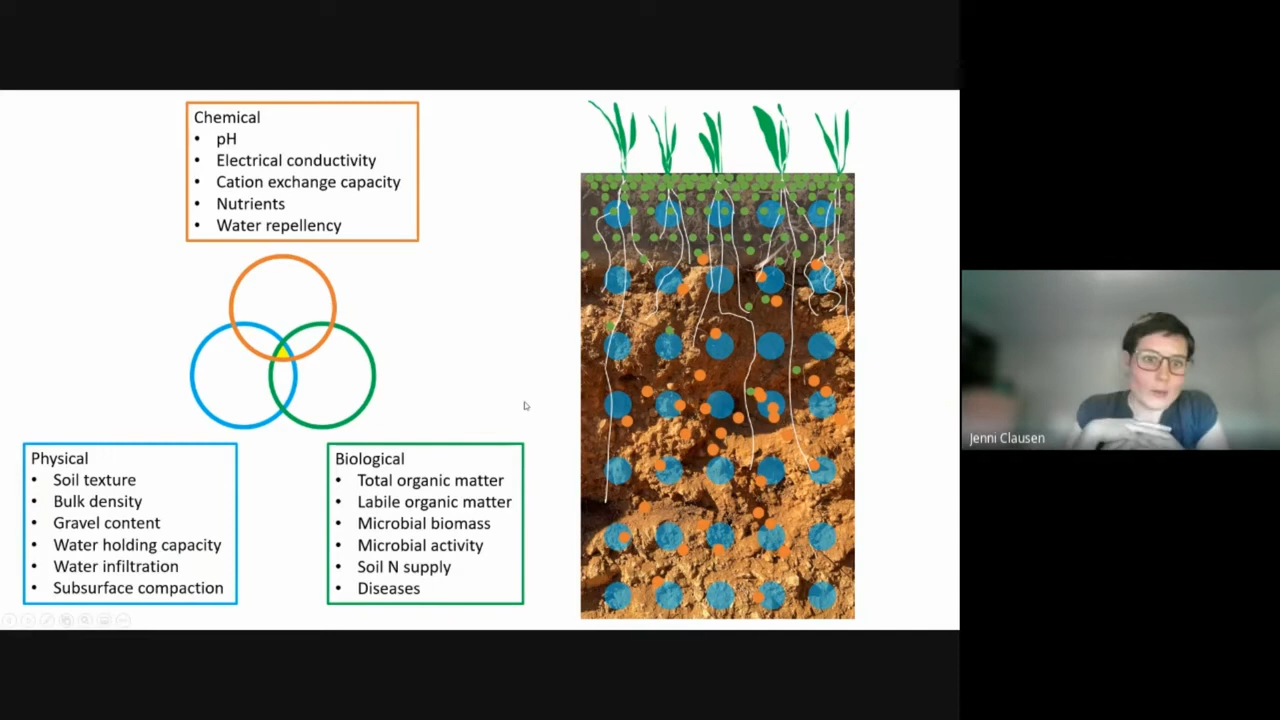 Chemical
• pH
• Electrical conductivity
• Cation exchange capacity
• Nutrients
• Water repellency
Physical
• Soil texture
• Bulk density
• Gravel content
• Water holding capacity
• Water infiltration
• Subsurface compaction
Biological
• Total organic matter
• Labile organic matter
• Microbial biomass
• Microbial activity
• Soil N supply
• Diseases
Jenni Clausen